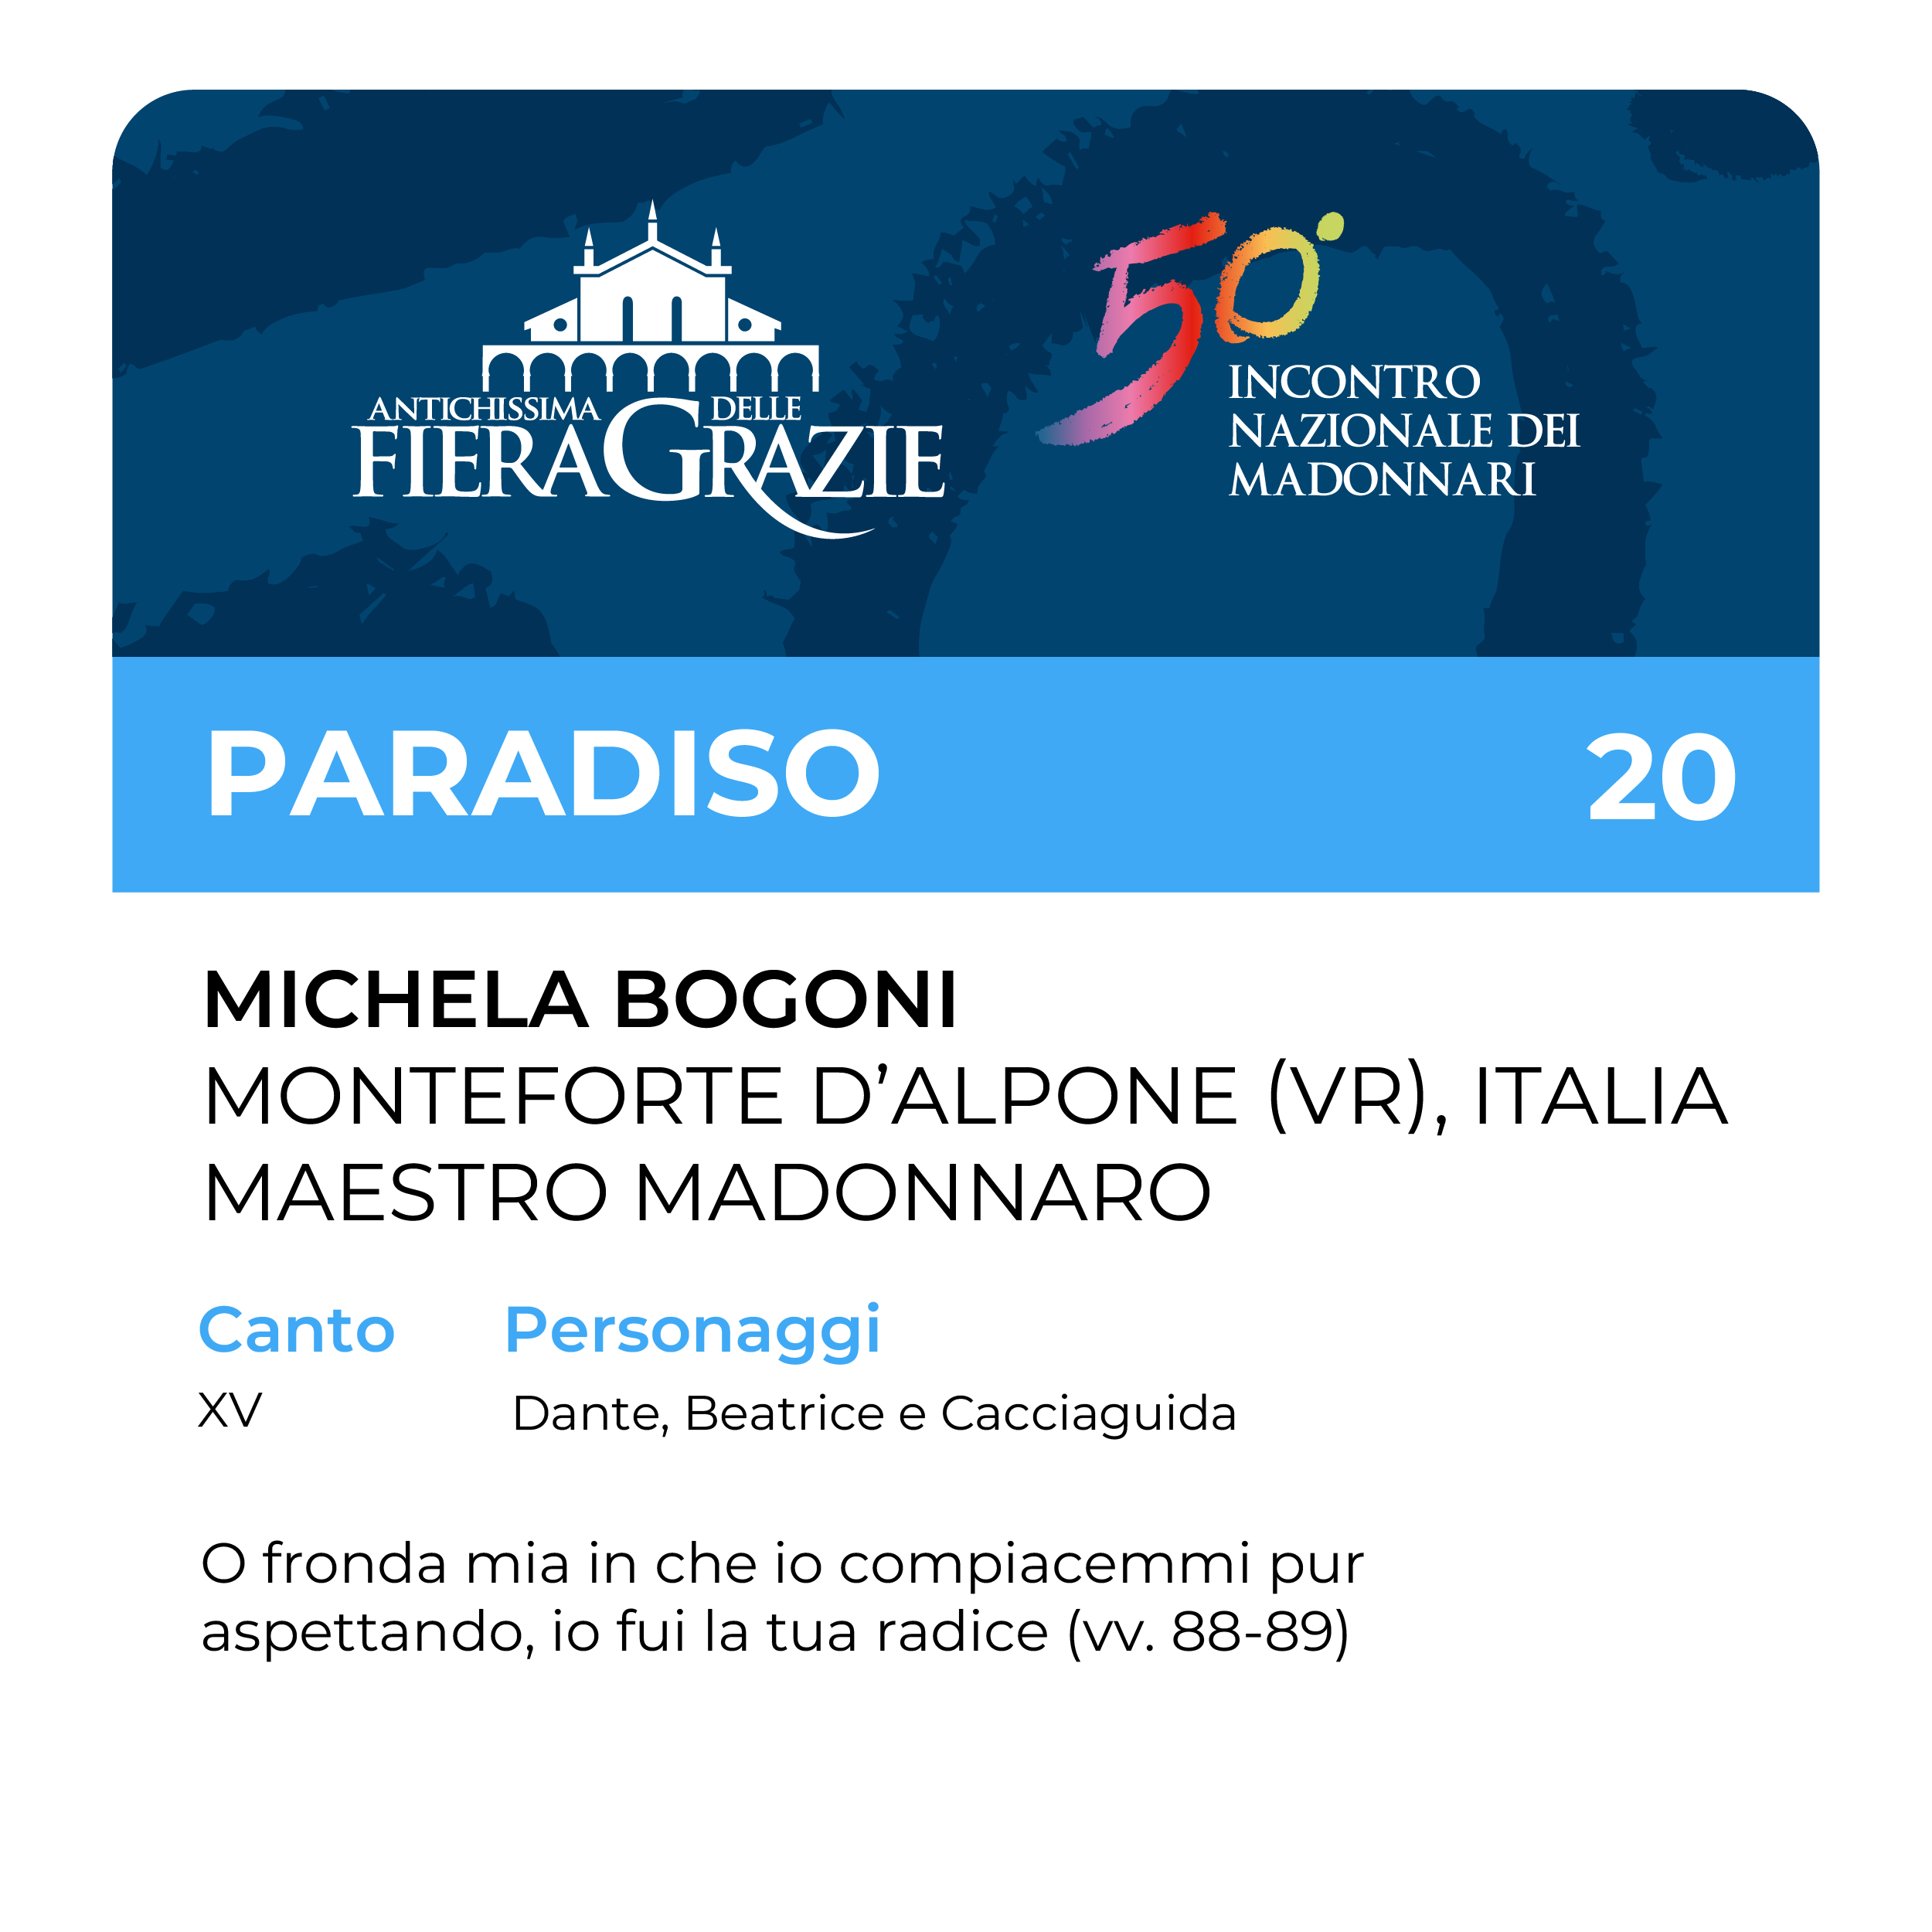 ANTICHISSIMA DELLE
FIERA GRAZIE
50°
INCONTRO
NAZIONALE DEI
MADONNARI
PARADISO 20
MICHELA BOGONI
MONTEFORTE D’ALPONE (VR), ITALIA
MAESTRO MADONNARO
Canto Personaggi
XV Dante, Beatrice e Cacciaguida
O fronda mia in che io compiacemmi pur
aspettando, io fui la tua radice (vv. 88-89)